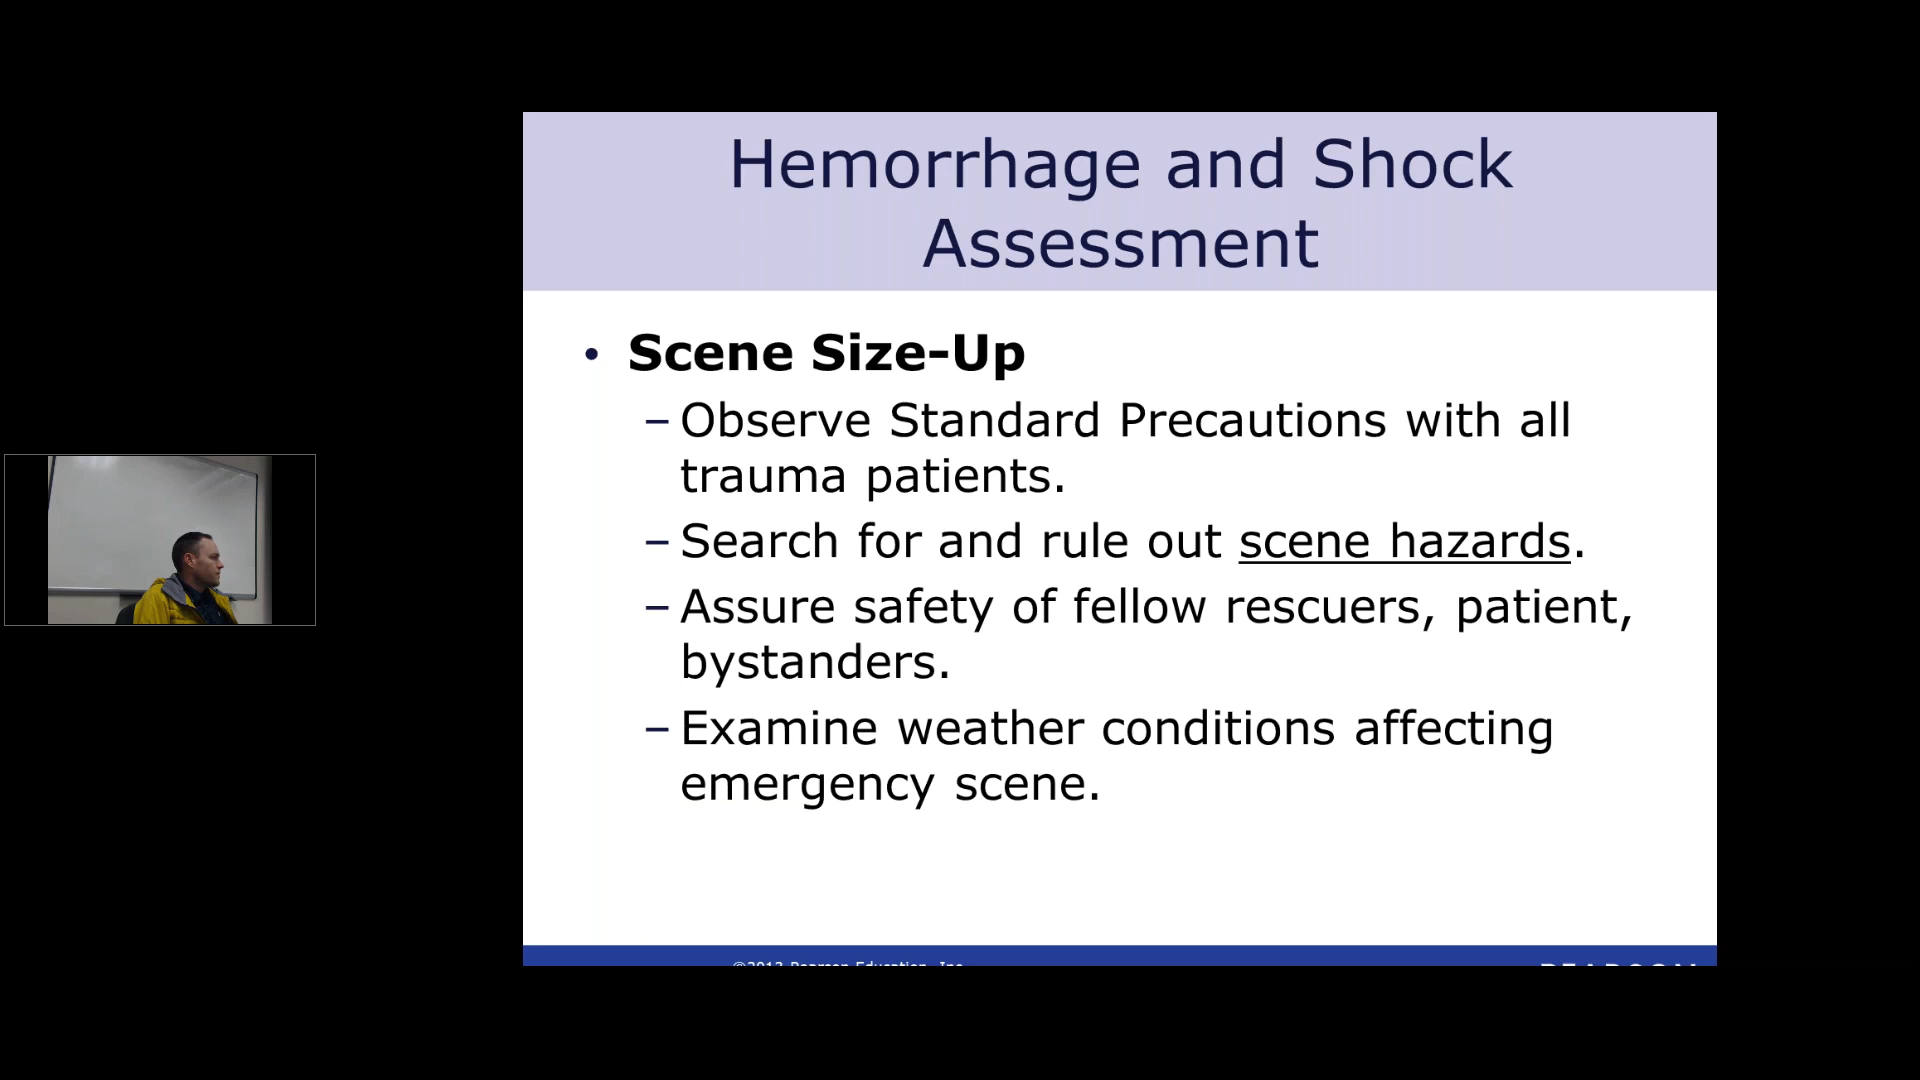 Hemorrhage and Shock
Assessment
• Scene Size-Up
– Observe Standard Precautions with all
trauma patients.
– Search for and rule out scene hazards.
– Assure safety of fellow rescuers, patient,
bystanders.
– Examine weather conditions affecting
emergency scene.
©2013 Pearson Education, Inc.
PEARSON